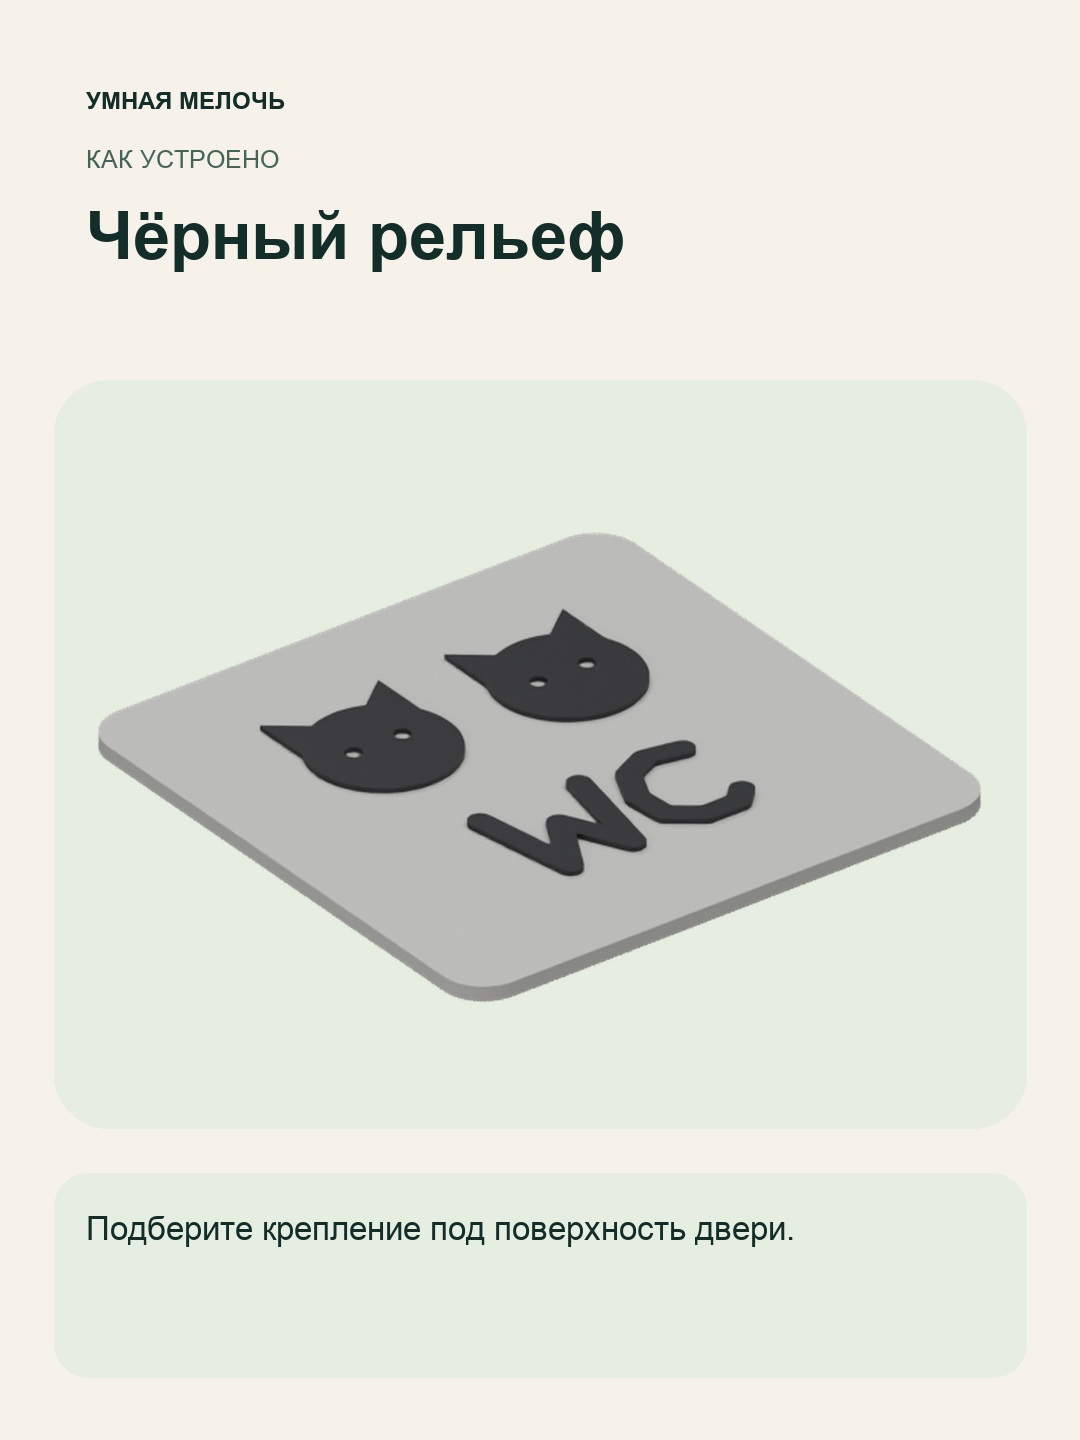 УМНАЯ МЕЛОЧЬ
КАК УСТРОЕНО
Чёрный рельеф
WC
Подберите крепление под поверхность двери.